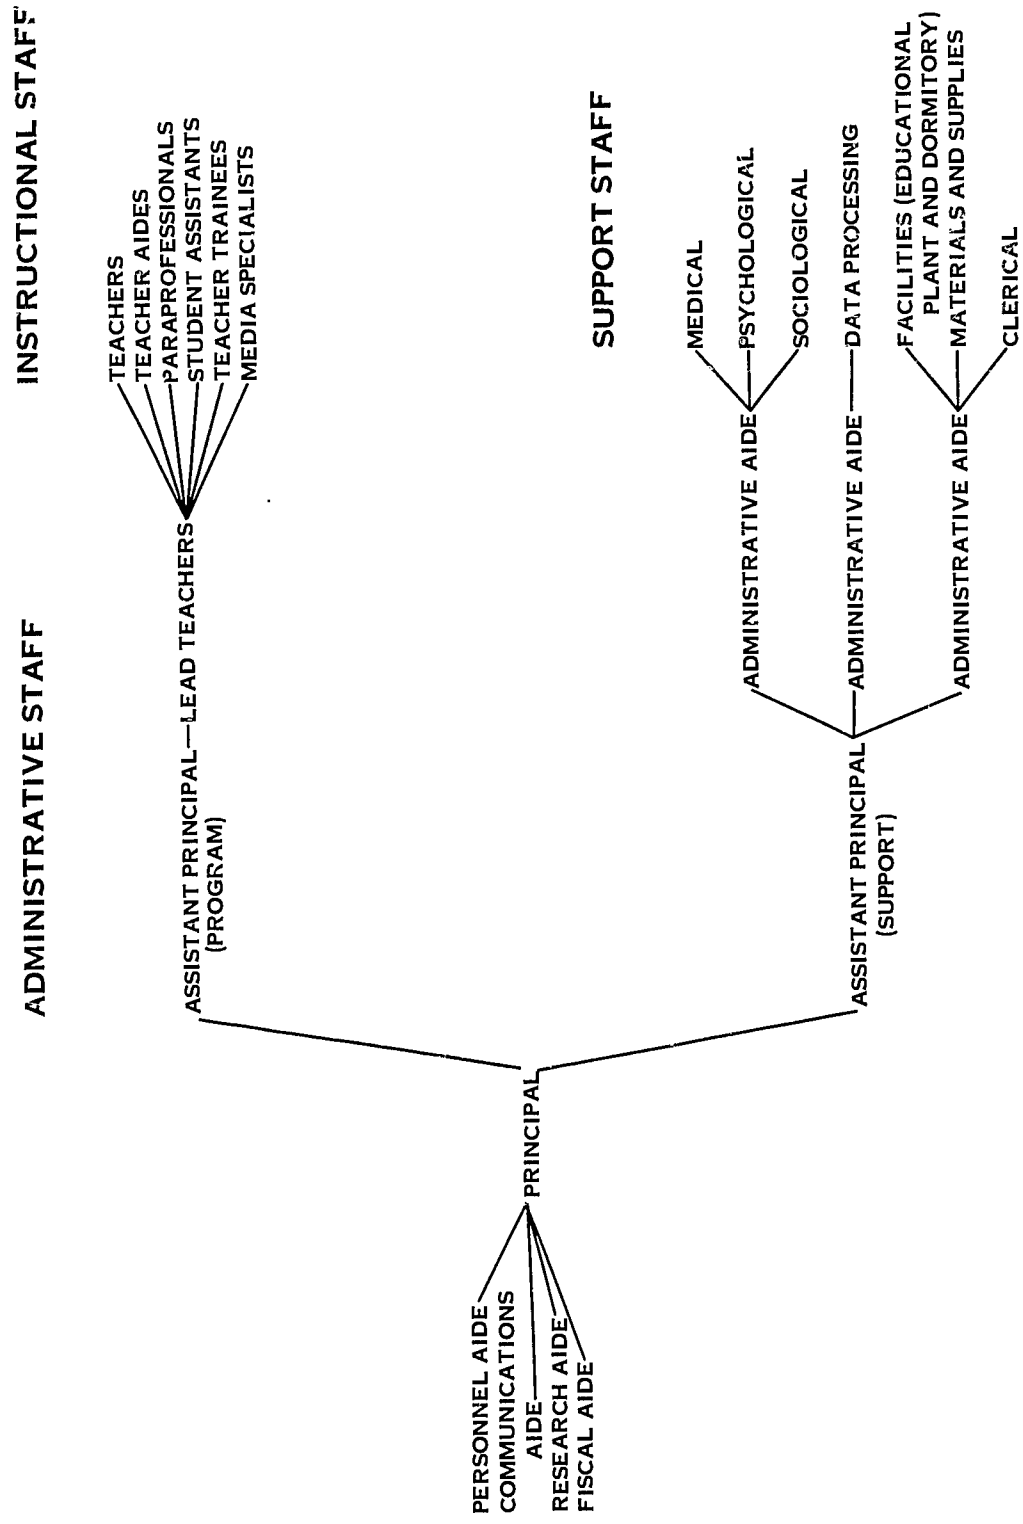 ADMINISTRATIVE STAFF
INSTRUCTIONAL STAFF
TEACHERS
TEACHER AIDES
PARAPROFESSIONALS
ASSISTANT PRINCIPAL—LEAD TEACHERS
(PROGRAM)
STUDENT ASSISTANTS
TEACHER TRAINEES
MEDIA SPECIALISTS
PERSONNEL AIDE
COMMUNICATIONS
AIDE
RESEARCH AIDE
FISCAL AIDE
PRINCIPAL
SUPPORT STAFF
MEDICAL
ADMINISTRATIVE AIDE
PSYCHOLOGICAL
SOCIOLOGICAL
ASSISTANT PRINCIPAL
(SUPPORT)
ADMINISTRATIVE AIDE
DATA PROCESSING
FACILITIES (EDUCATIONAL
PLANT AND DORMITORY)
ADMINISTRATIVE AIDE
MATERIALS AND SUPPLIES
CLERICAL